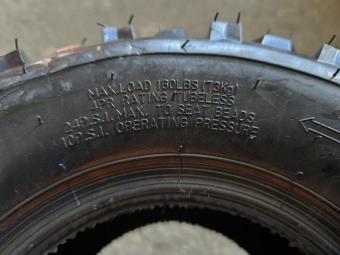 MAX.LOAD 160LBS (73Kg)
4PR RATING TUBELESS
24P.S.I. MAX. TO SEAT BEADS
10P.S.I. OPERATING PRESSURE